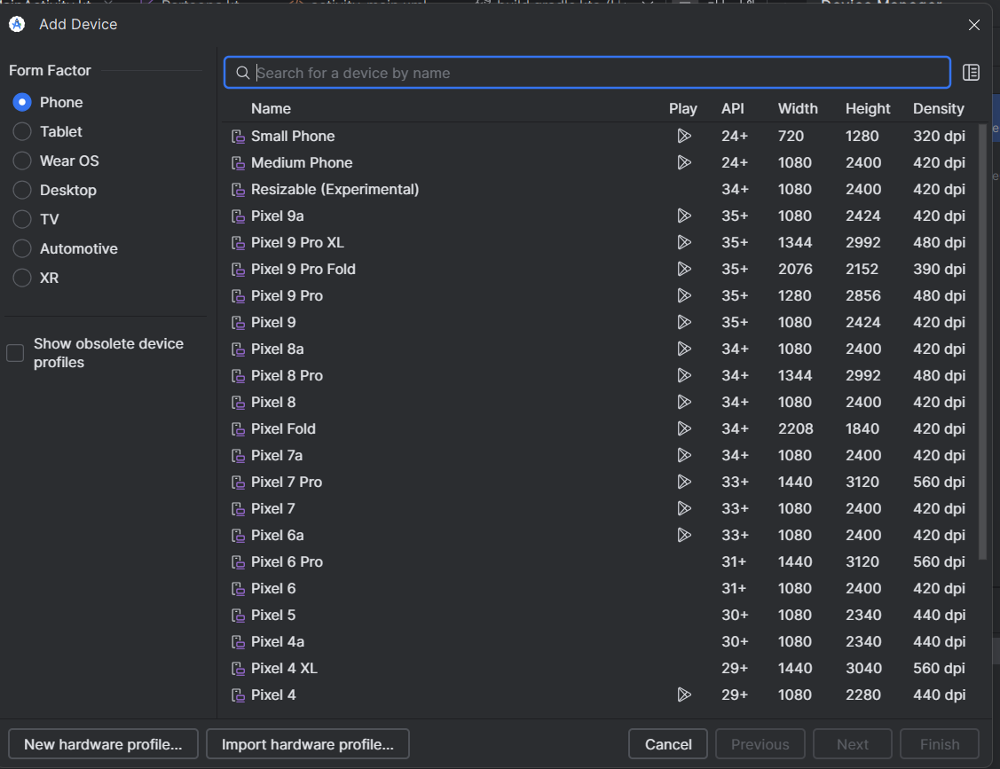 Add Device
Form Factor
Phone
Tablet
Wear OS
Desktop
TV
Automotive
XR
Show obsolete device
profiles
Search for a device by name
Name Play API Width Height Density
Small Phone 24+ 720 1280 320 dpi
Medium Phone 24+ 1080 2400 420 dpi
Resizable (Experimental) 34+ 1080 2400 420 dpi
Pixel 9a 35+ 1080 2424 420 dpi
Pixel 9 Pro XL 35+ 1344 2992 480 dpi
Pixel 9 Pro Fold 35+ 2076 2152 390 dpi
Pixel 9 Pro 35+ 1280 2856 480 dpi
Pixel 9 35+ 1080 2424 420 dpi
Pixel 8a 34+ 1080 2400 420 dpi
Pixel 8 Pro 34+ 1344 2992 480 dpi
Pixel 8 34+ 1080 2400 420 dpi
Pixel Fold 34+ 2208 1840 420 dpi
Pixel 7a 34+ 1080 2400 420 dpi
Pixel 7 Pro 33+ 1440 3120 560 dpi
Pixel 7 33+ 1080 2400 420 dpi
Pixel 6a 33+ 1080 2400 420 dpi
Pixel 6 Pro 31+ 1440 3120 560 dpi
Pixel 6 31+ 1080 2400 420 dpi
Pixel 5 30+ 1080 2340 440 dpi
Pixel 4a 30+ 1080 2340 440 dpi
Pixel 4 XL 29+ 1440 3040 560 dpi
Pixel 4 29+ 1080 2280 440 dpi
New hardware profile... Import hardware profile... Cancel Previous Next Finish